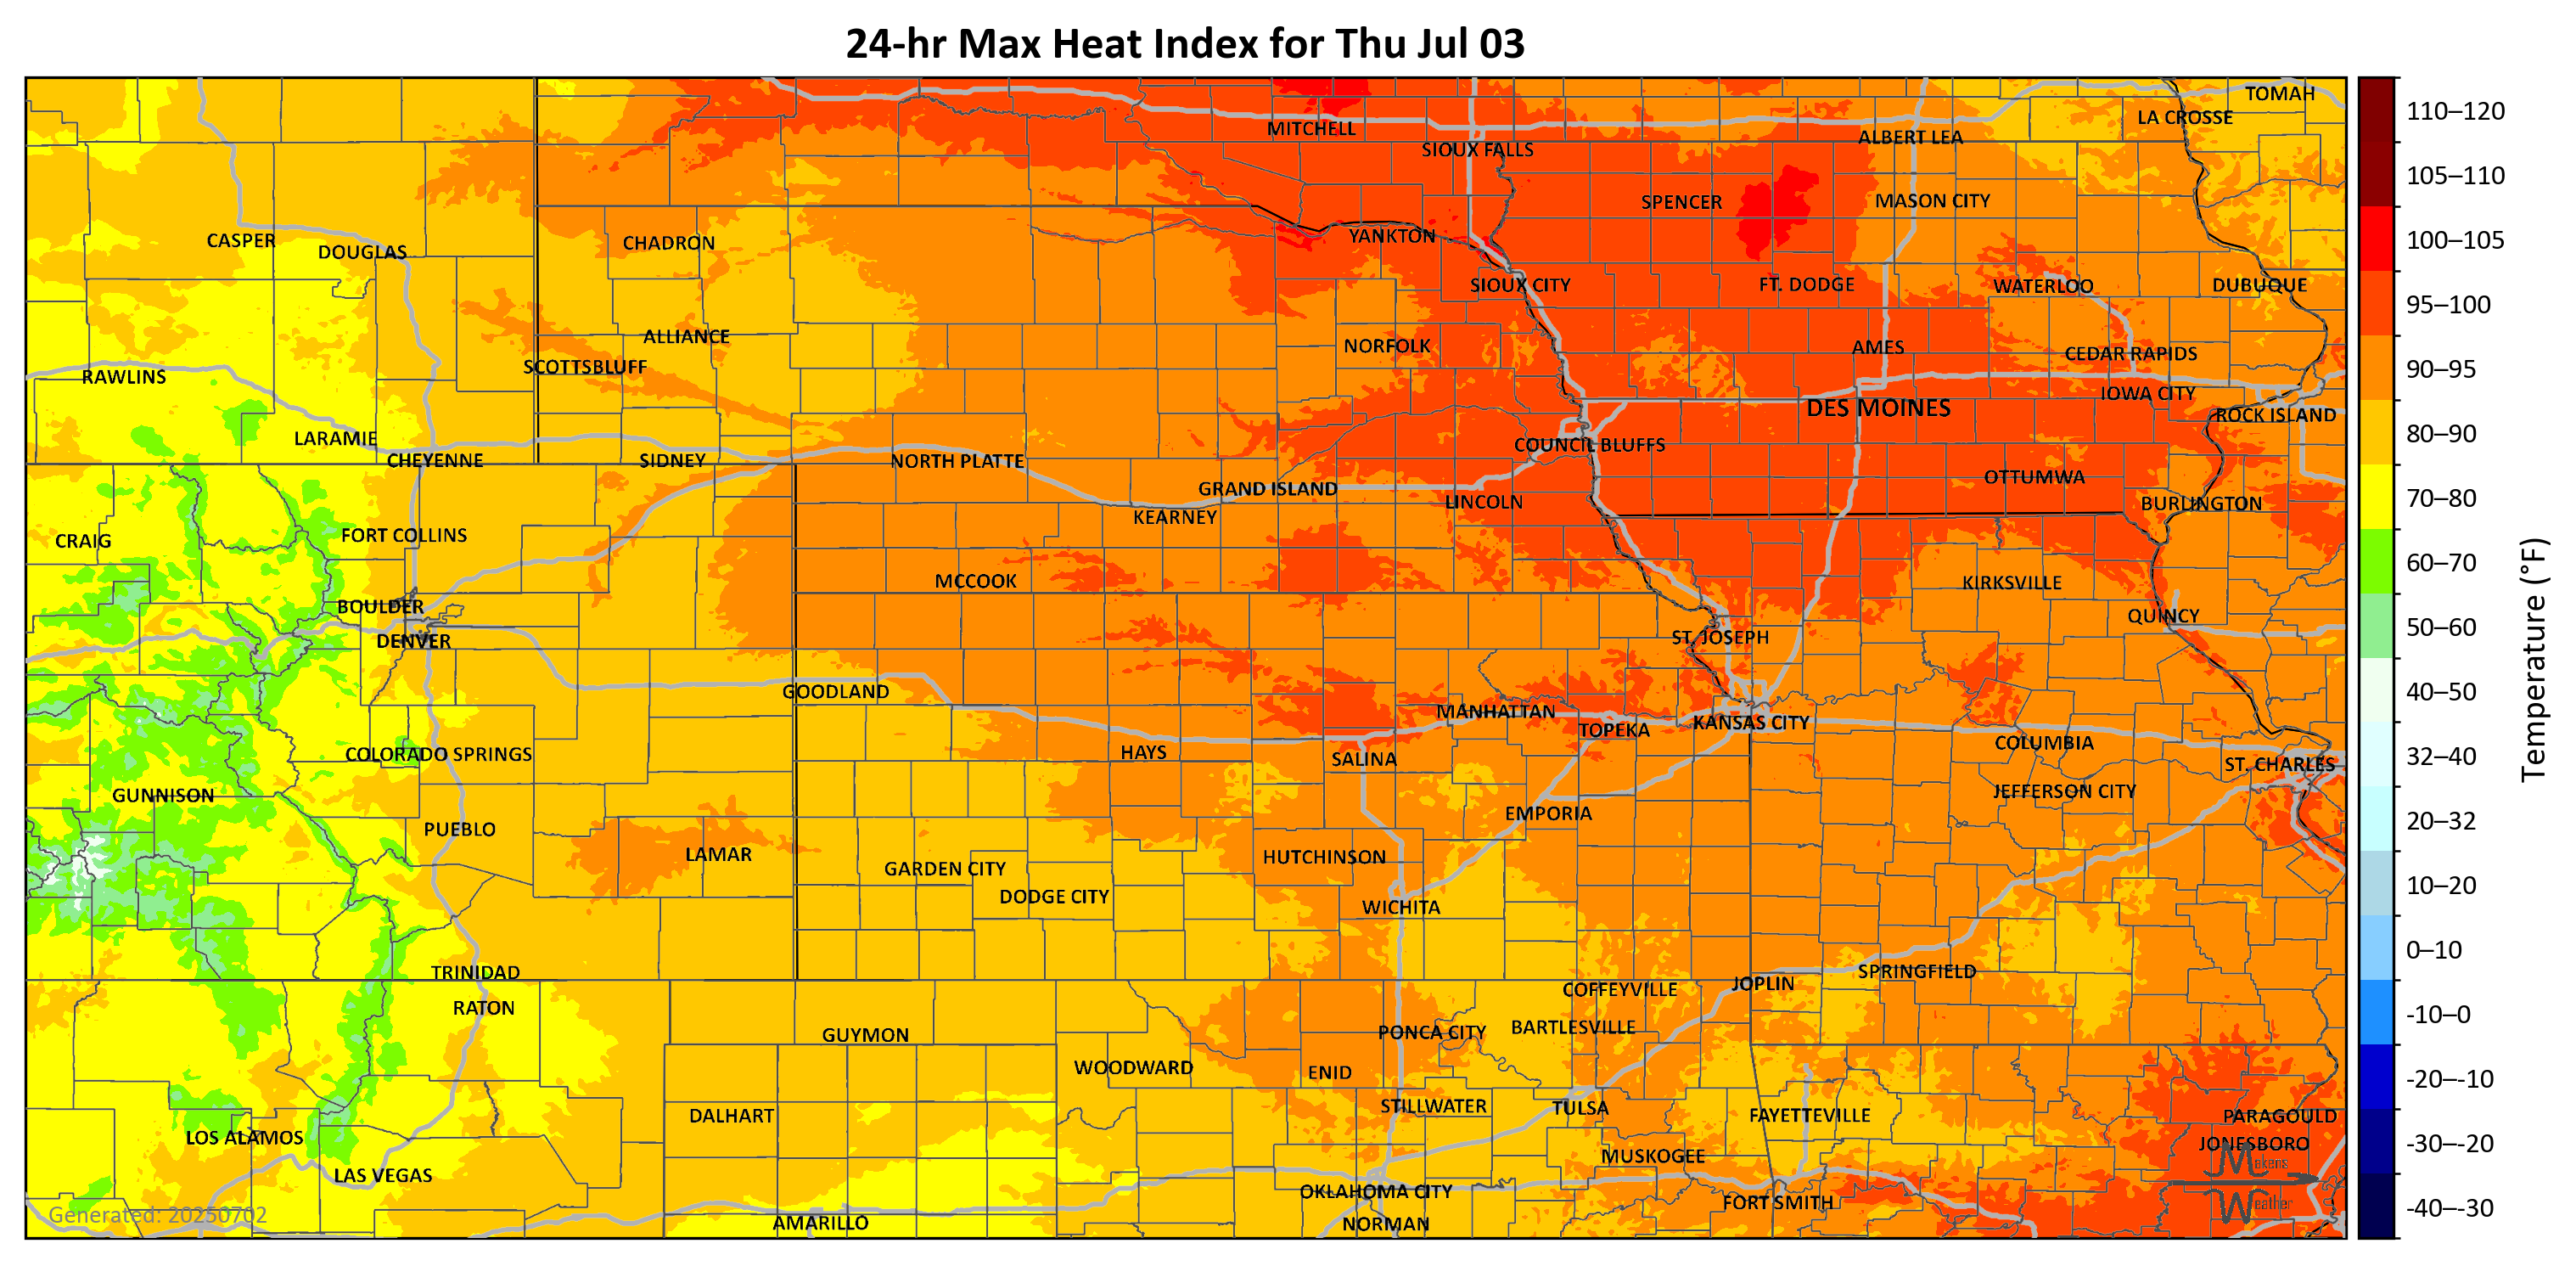 24-hr Max Heat Index for Thu Jul 03
TOMAH
LA CROSSE
MITCHELL
ALBERT LEA
SIOUX FALLS
SPENCER
MASON CITY
CASPER
DOUGLAS
CHADRON
YANKTON
SIOUX CITY
FT. DODGE
WATERLOO
DUBUQUE
ALLIANCE
NORFOLK
AMES
CEDAR RAPIDS
SCOTTSBLUFF
RAWLINS
IOWA CITY
DES MOINES
ROCK ISLAND
LARAMIE
COUNCIL BLUFFS
CHEYENNE
SIDNEY
NORTH PLATTE
OTTUMWA
GRAND ISLAND
LINCOLN
BURLINGTON
KEARNEY
CRAIG
FORT COLLINS
MCCOOK
KIRKSVILLE
BOULDER
QUINCY
DENVER
ST. JOSEPH
GOODLAND
MANHATTAN
KANSAS CITY
TOPEKA
COLUMBIA
COLORADO SPRINGS
HAYS
SALINA
ST. CHARLES
GUNNISON
JEFFERSON CITY
EMPORIA
PUEBLO
LAMAR
HUTCHINSON
GARDEN CITY
DODGE CITY
WICHITA
TRINIDAD
SPRINGFIELD
JOPLIN
COFFEYVILLE
RATON
BARTLESVILLE
PONCA CITY
GUYMON
WOODWARD
ENID
STILLWATER
TULSA
DALHART
FAYETTEVILLE
PARAGOULD
LOS ALAMOS
JONESBORO
MUSKOGEE
LAS VEGAS
OKLAHOMA CITY
FORT SMITH
AMARILLO
NORMAN
Generated: 20250702
Makens
Weather
110–120
105–110
100–105
95–100
90–95
80–90
70–80
60–70
50–60
40–50
32–40
20–32
10–20
0–10
-10–0
-20–-10
-30–-20
-40–-30
Temperature (°F)